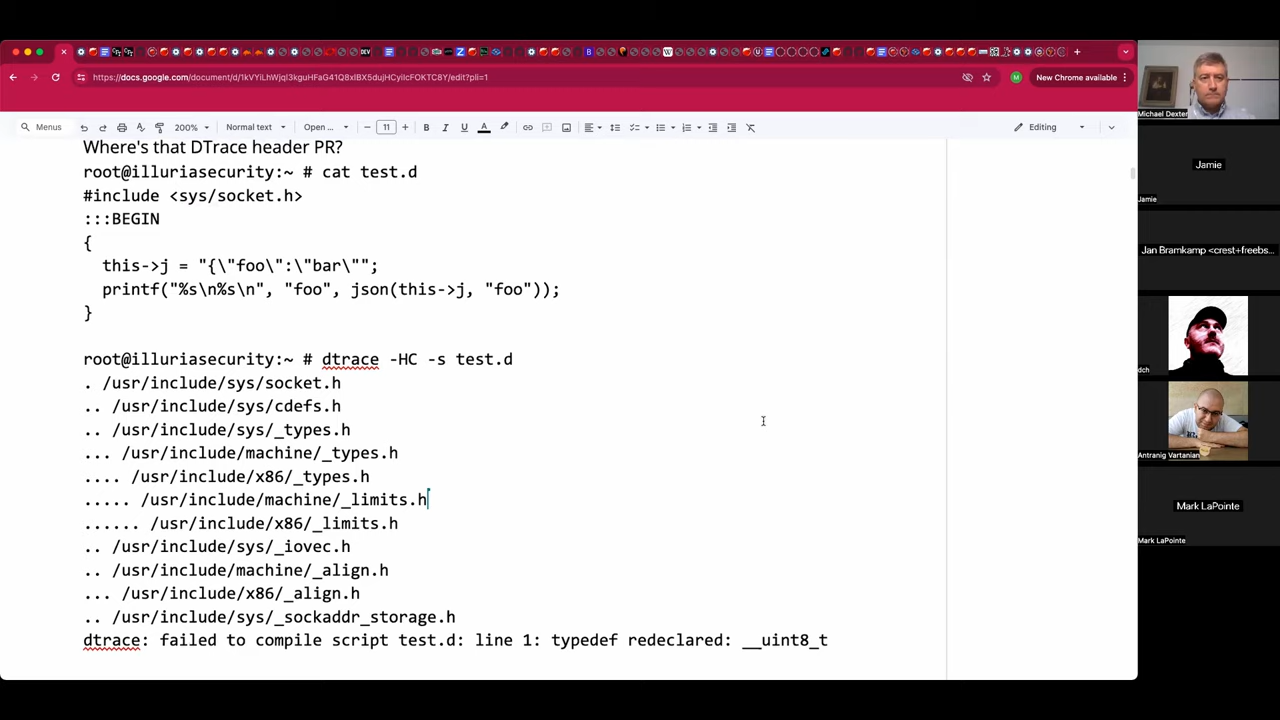 https://docs.google.com/document/d/1kVYiLhWjqI3kguHFaG41Q8xIBX5dujHCyiIcFOKTC8Y/edit?pli=1
New Chrome available
Menus
200%
Normal text
Open ...
11
Editing
Where's that DTrace header PR?
root@illuriasecurity:~ # cat test.d
#include <sys/socket.h>
:::BEGIN
{
this->j = "{\"foo\":\"bar\"";
printf("%s\n%s\n", "foo", json(this->j, "foo"));
}
root@illuriasecurity:~ # dtrace -HC -s test.d
. /usr/include/sys/socket.h
.. /usr/include/sys/cdefs.h
.. /usr/include/sys/_types.h
... /usr/include/machine/_types.h
.... /usr/include/x86/_types.h
..... /usr/include/machine/_limits.h
...... /usr/include/x86/_limits.h
.. /usr/include/sys/_iovec.h
.. /usr/include/machine/_align.h
... /usr/include/x86/_align.h
.. /usr/include/sys/_sockaddr_storage.h
dtrace: failed to compile script test.d: line 1: typedef redeclared: __uint8_t
Michael Dexter
Jamie
Jamie
Jan Bramkamp <crest+freebs...
dch
Antranig Vartanian
Mark LaPointe
Mark LaPointe